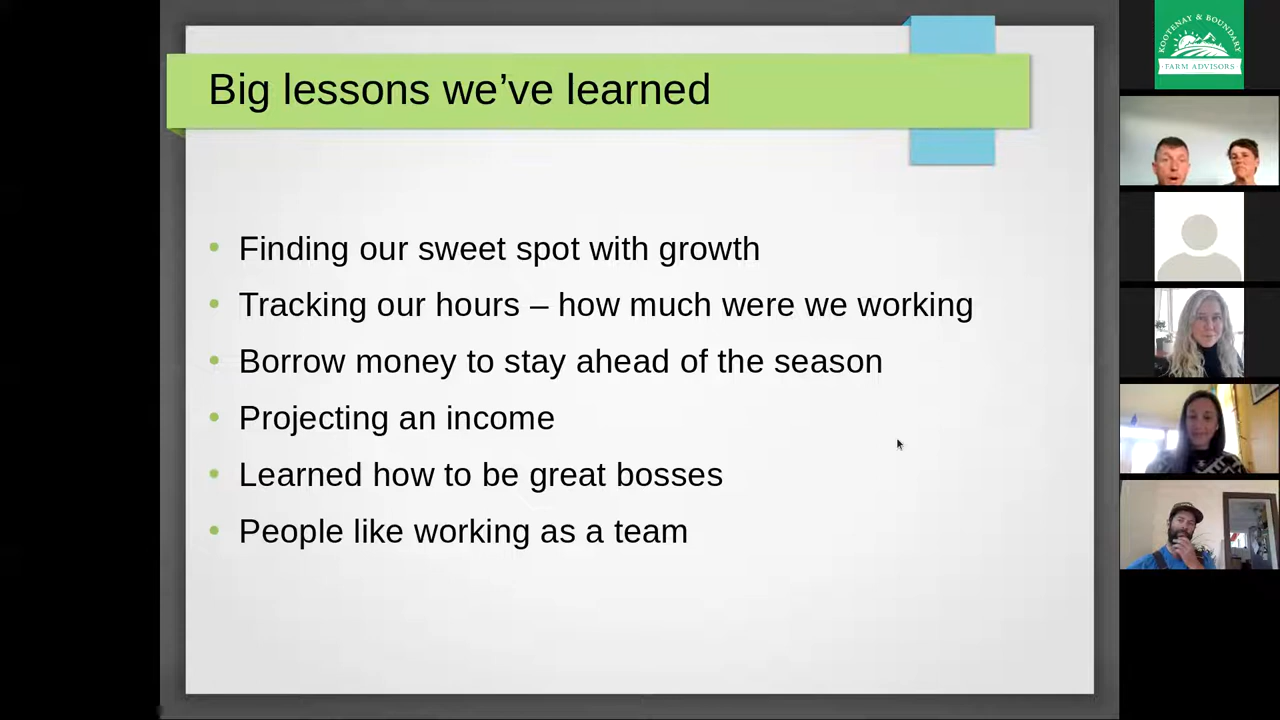 Big lessons we’ve learned
Finding our sweet spot with growth
Tracking our hours – how much were we working
Borrow money to stay ahead of the season
Projecting an income
Learned how to be great bosses
People like working as a team
KOOTENAY & BOUNDARY
FARM ADVISORS